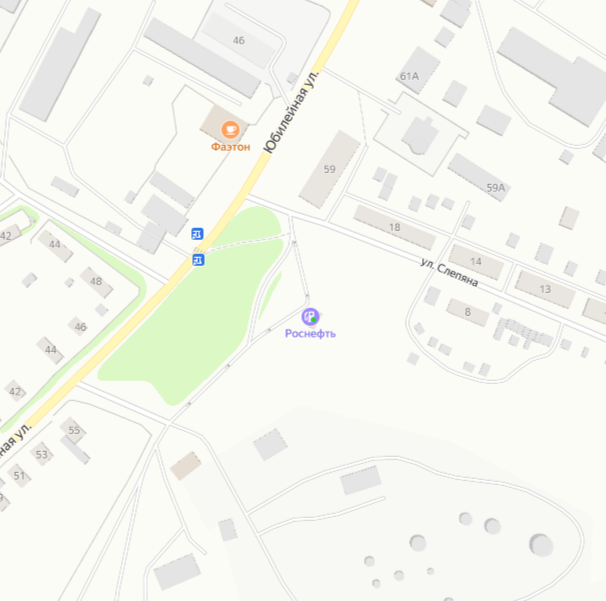 46
61А
Юбилейная ул.
Фаэтон
59
59А
18
42
44
ул. Слепяна
14
48
13
8
46
Роснефть
44
42
ная ул.
55
53
51